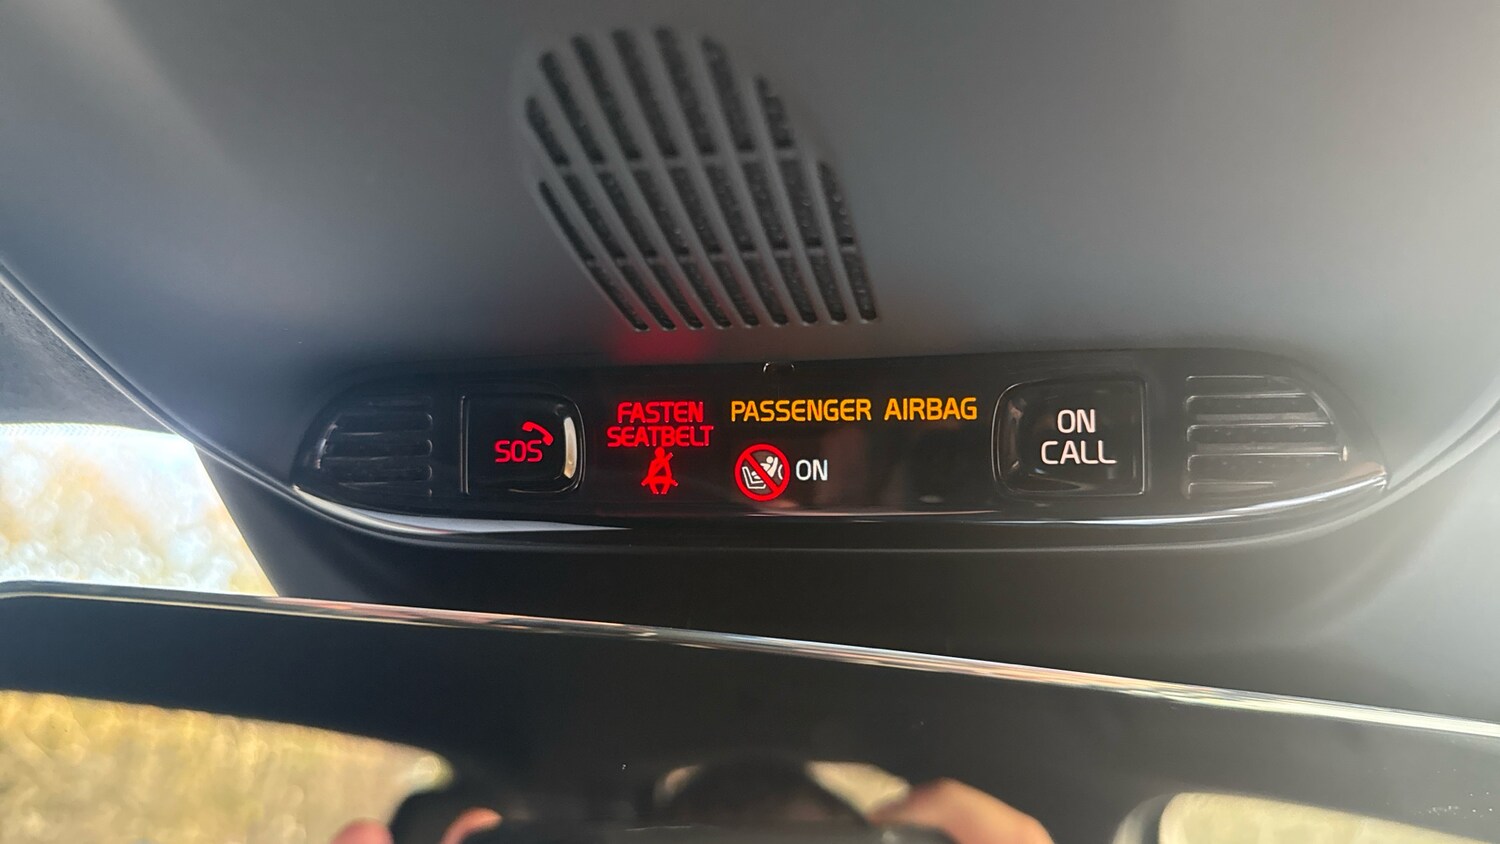 SOS
FASTEN
SEATBELT
PASSENGER AIRBAG
ON
ON
CALL